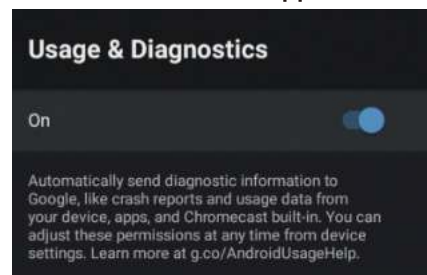 Usage & Diagnostics
On
Automatically send diagnostic information to
Google, like crash reports and usage data from
your device, apps, and Chromecast built-in. You can
adjust these permissions at any time from device
settings. Learn more at g.co/AndroidUsageHelp.